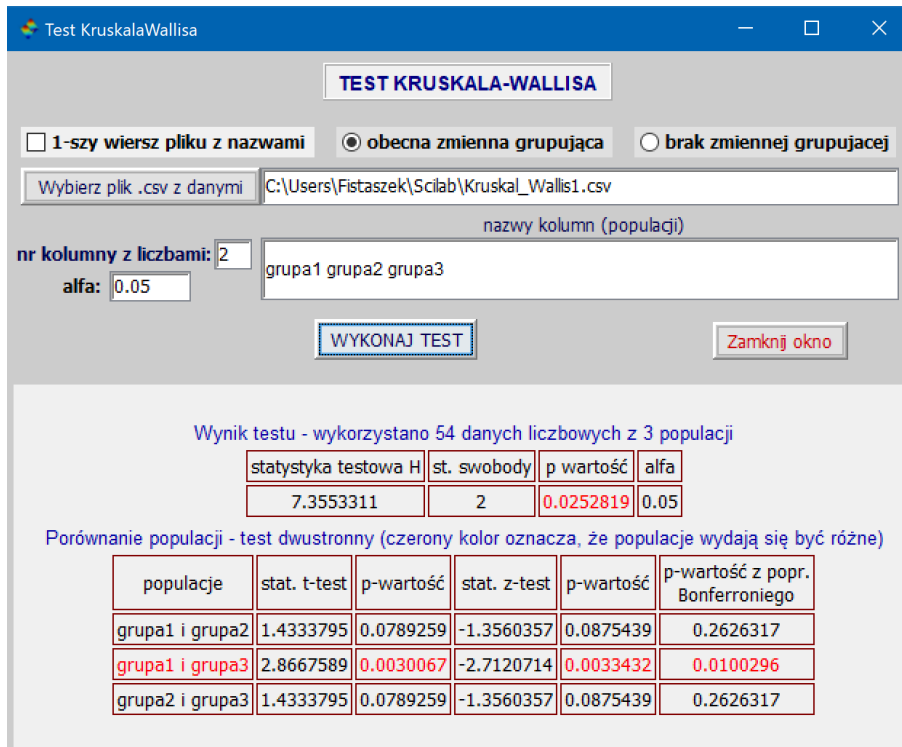 Test KruskalaWallisa
TEST KRUSKALA-WALLISA
1-szy wiersz pliku z nazwami obecna zmienna grupująca brak zmiennej grupujacej
Wybierz plik .csv z danymi C:\Users\Fistaszek\Scilab\Kruskal_Wallis1.csv
nazwy kolumn (populacji)
nr kolumny z liczbami: 2
grupa1 grupa2 grupa3
alfa: 0.05
WYKONAJ TEST Zamknij okno
Wynik testu - wykorzystano 54 danych liczbowych z 3 populacji
statystyka testowa H st. swobody p wartość alfa
7.3553311 2 0.0252819 0.05
Porównanie populacji - test dwustronny (czerony kolor oznacza, że populacje wydają się być różne)
populacje stat. t-test p-wartość stat. z-test p-wartość p-wartość z popr.
Bonferroniego
grupa1 i grupa2 1.4333795 0.0789259 -1.3560357 0.0875439 0.2626317
grupa1 i grupa3 2.8667589 0.0030067 -2.7120714 0.0033432 0.0100296
grupa2 i grupa3 1.4333795 0.0789259 -1.3560357 0.0875439 0.2626317